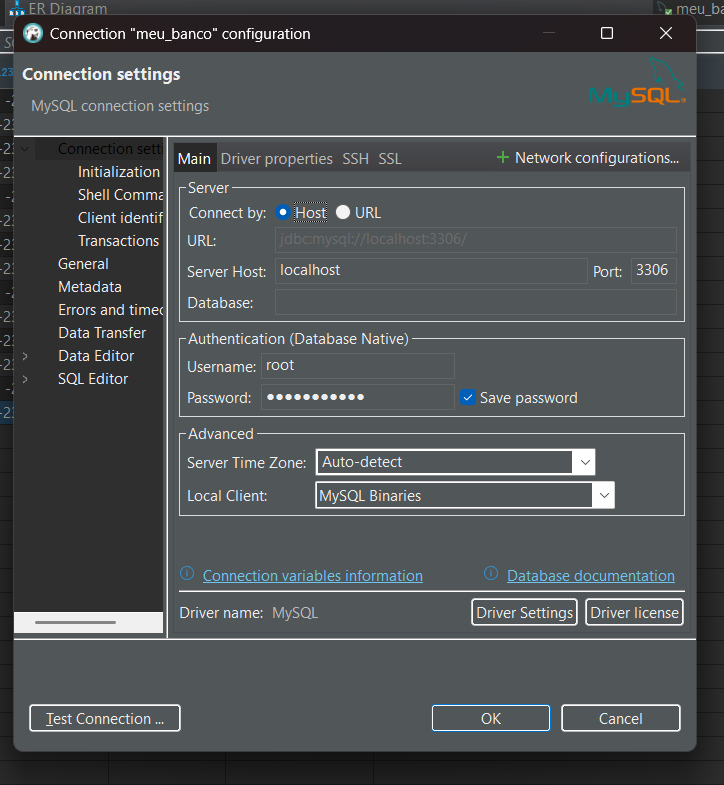 ER Diagram
meu_b
Connection "meu_banco" configuration
Connection settings
MySQL connection settings
MySQL
Connection setti
Initialization
Shell Comma
Client identif
Transactions
General
Metadata
Errors and timeo
Data Transfer
Data Editor
SQL Editor
Main Driver properties SSH SSL + Network configurations...
Server
Connect by: Host URL
URL: jdbc:mysql://localhost:3306/
Server Host: localhost Port: 3306
Database:
Authentication (Database Native)
Username: root
Password: ●●●●●●●●●●● Save password
Advanced
Server Time Zone: Auto-detect
Local Client: MySQL Binaries
Connection variables information Database documentation
Driver name: MySQL Driver Settings Driver license
Test Connection ... OK Cancel